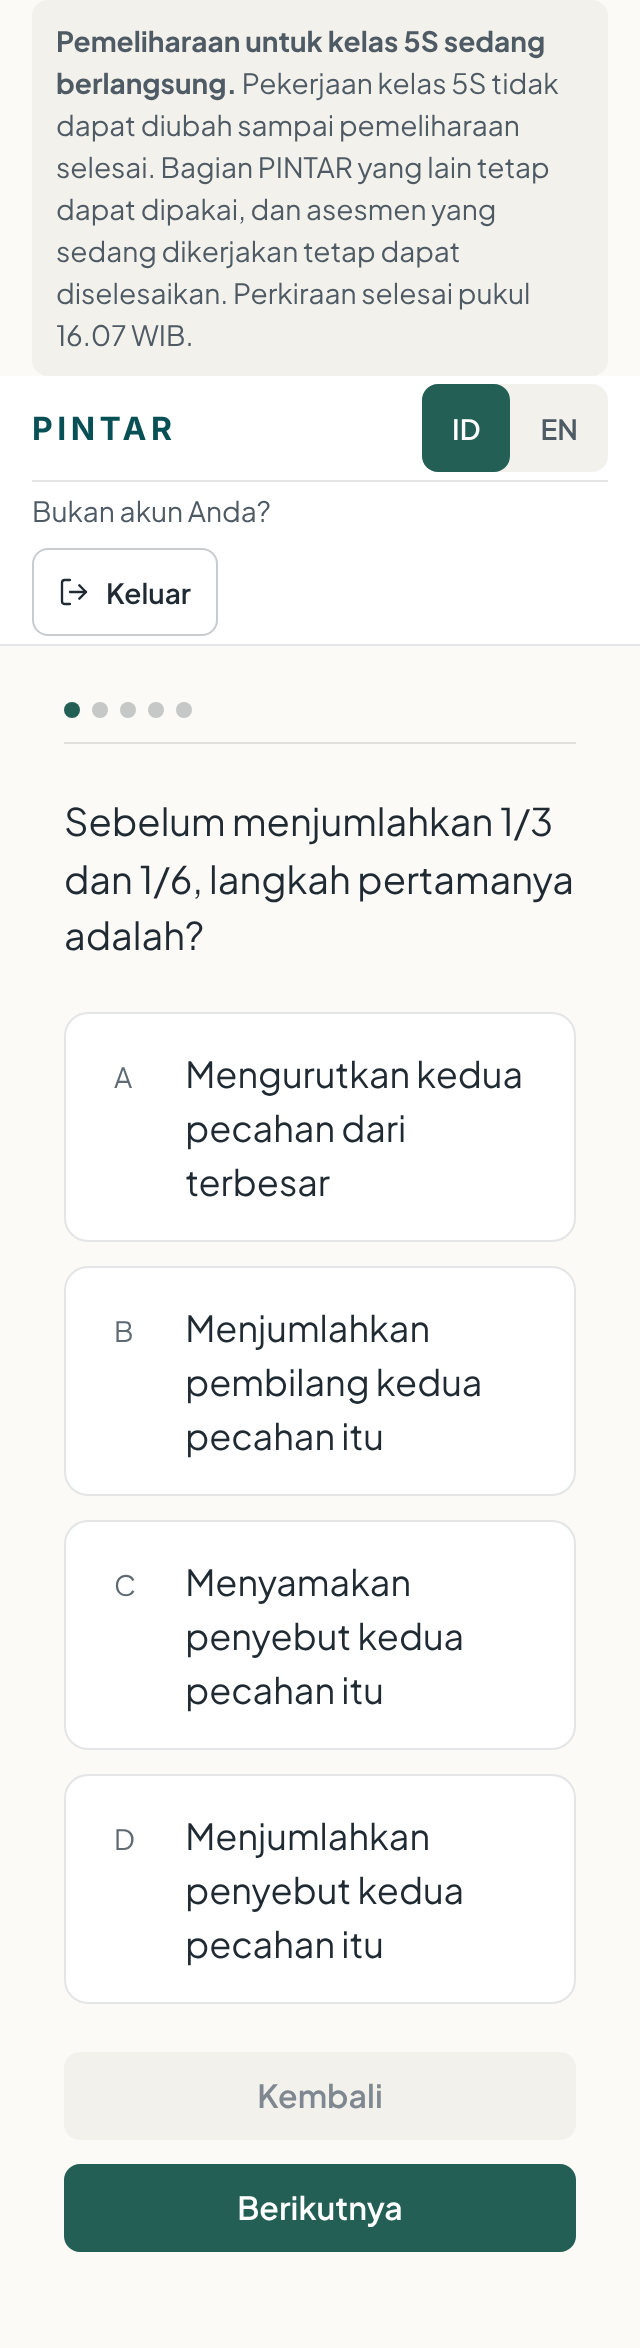 Pemeliharaan untuk kelas 5S sedang
berlangsung. Pekerjaan kelas 5S tidak
dapat diubah sampai pemeliharaan
selesai. Bagian PINTAR yang lain tetap
dapat dipakai, dan asesmen yang
sedang dikerjakan tetap dapat
diselesaikan. Perkiraan selesai pukul
16.07 WIB.
PINTAR
ID
EN
Bukan akun Anda?
Keluar
Sebelum menjumlahkan 1/3
dan 1/6, langkah pertamanya
adalah?
A
Mengurutkan kedua
pecahan dari
terbesar
B
Menjumlahkan
pembilang kedua
pecahan itu
C
Menyamakan
penyebut kedua
pecahan itu
D
Menjumlahkan
penyebut kedua
pecahan itu
Kembali
Berikutnya